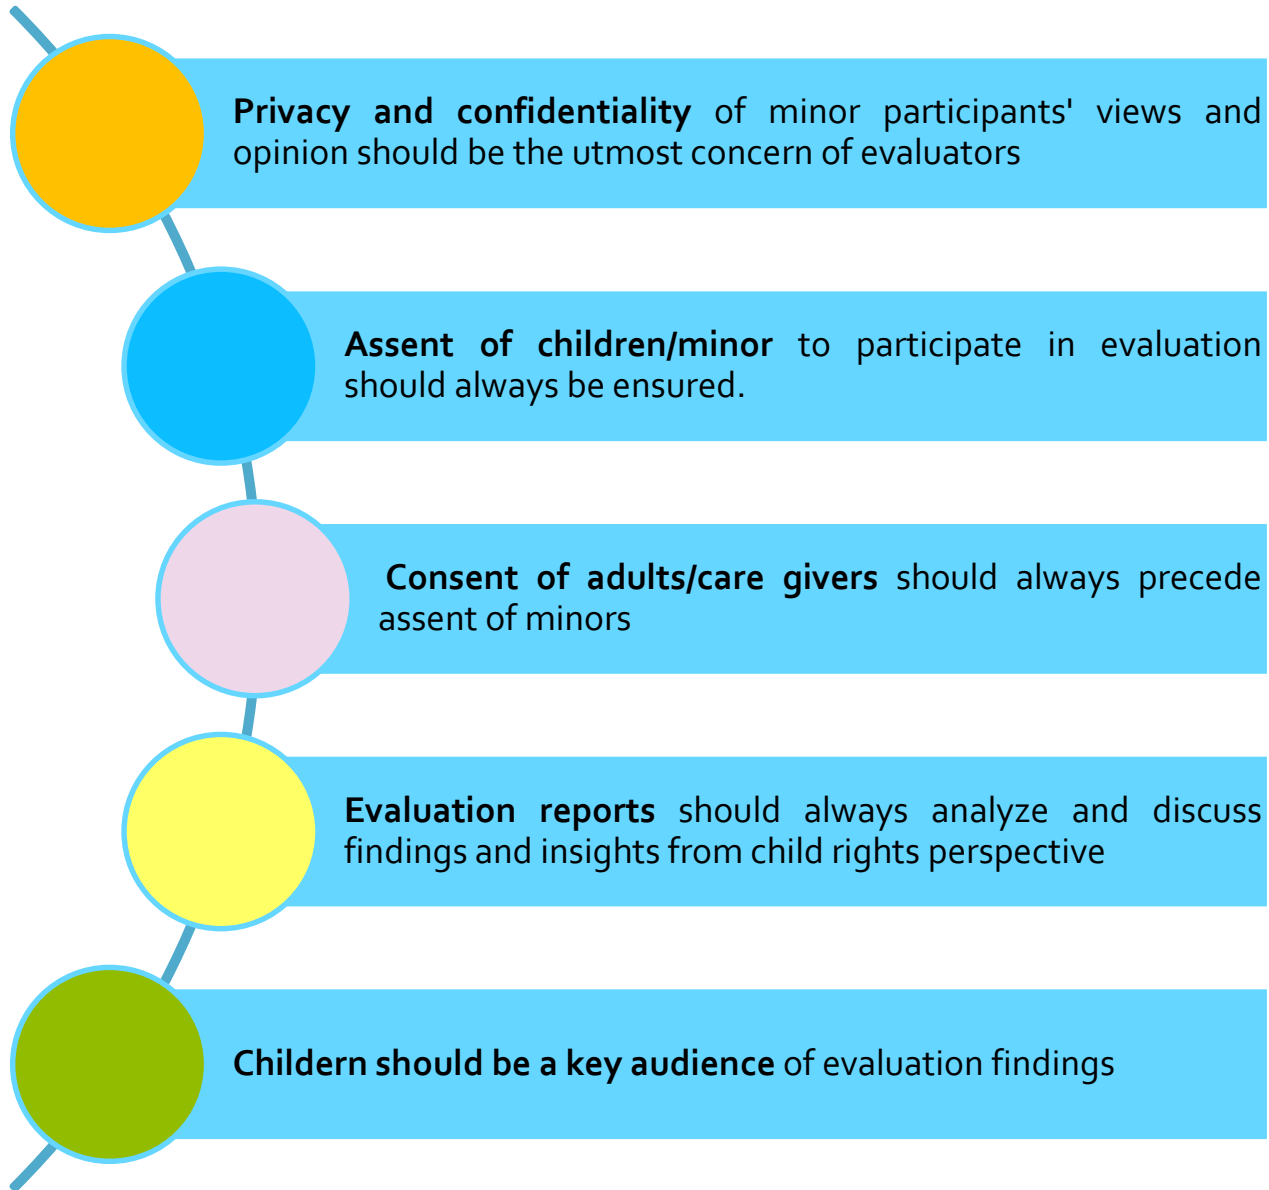 Privacy and confidentiality of minor participants' views and
opinion should be the utmost concern of evaluators
Assent of children/minor to participate in evaluation
should always be ensured.
Consent of adults/care givers should always precede
assent of minors
Evaluation reports should always analyze and discuss
findings and insights from child rights perspective
Childern should be a key audience of evaluation findings